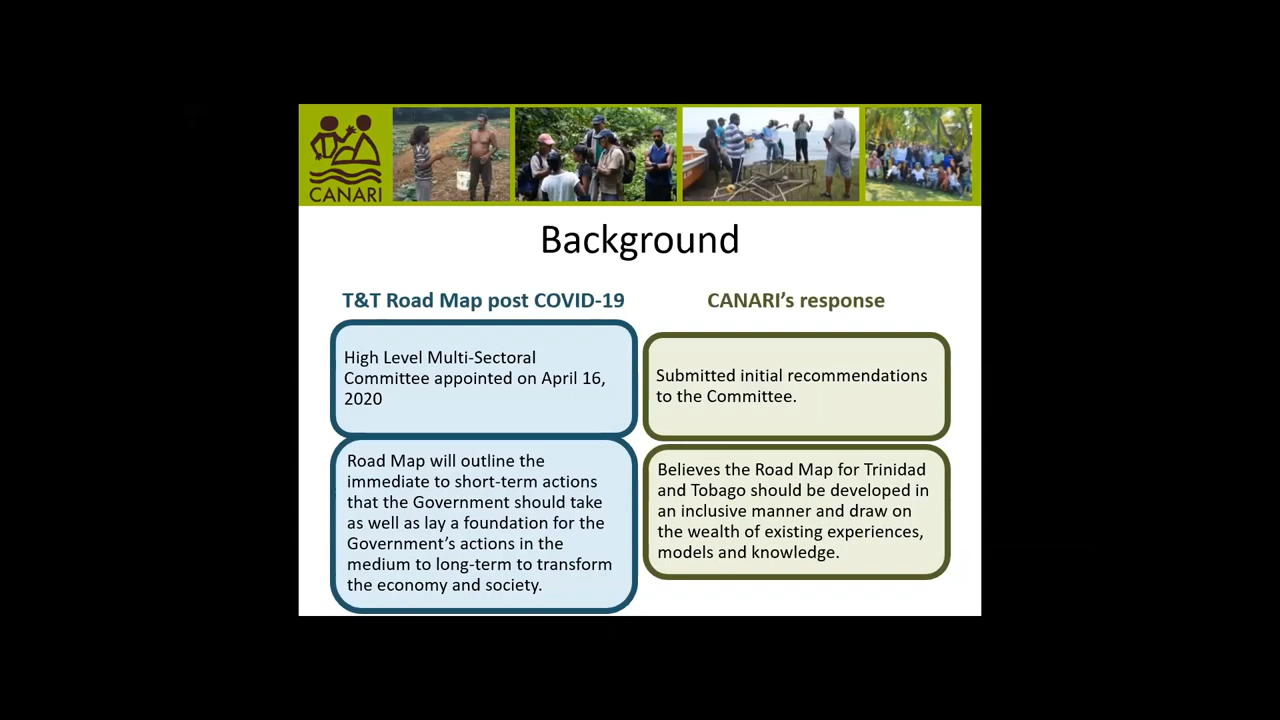 CANARI
Background
T&T Road Map post COVID-19
High Level Multi-Sectoral
Committee appointed on April 16,
2020
Road Map will outline the
immediate to short-term actions
that the Government should take
as well as lay a foundation for the
Government’s actions in the
medium to long-term to transform
the economy and society.
CANARI’s response
Submitted initial recommendations
to the Committee.
Believes the Road Map for Trinidad
and Tobago should be developed in
an inclusive manner and draw on
the wealth of existing experiences,
models and knowledge.